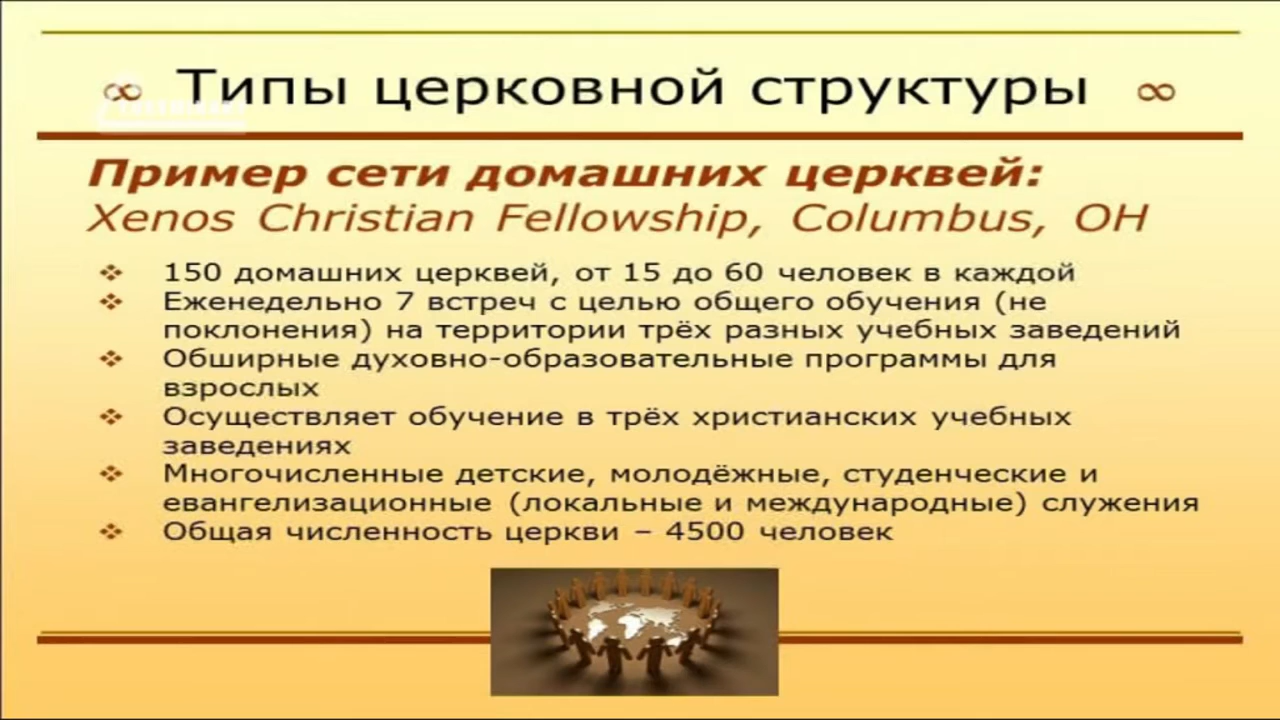 ∞ Типы церковной структуры ∞
Пример сети домашних церквей:
Xenos Christian Fellowship, Columbus, OH
❖ 150 домашних церквей, от 15 до 60 человек в каждой
❖ Еженедельно 7 встреч с целью общего обучения (не
поклонения) на территории трёх разных учебных заведений
❖ Обширные духовно-образовательные программы для
взрослых
❖ Осуществляет обучение в трёх христианских учебных
заведениях
❖ Многочисленные детские, молодёжные, студенческие и
евангелизационные (локальные и международные) служения
❖ Общая численность церкви – 4500 человек